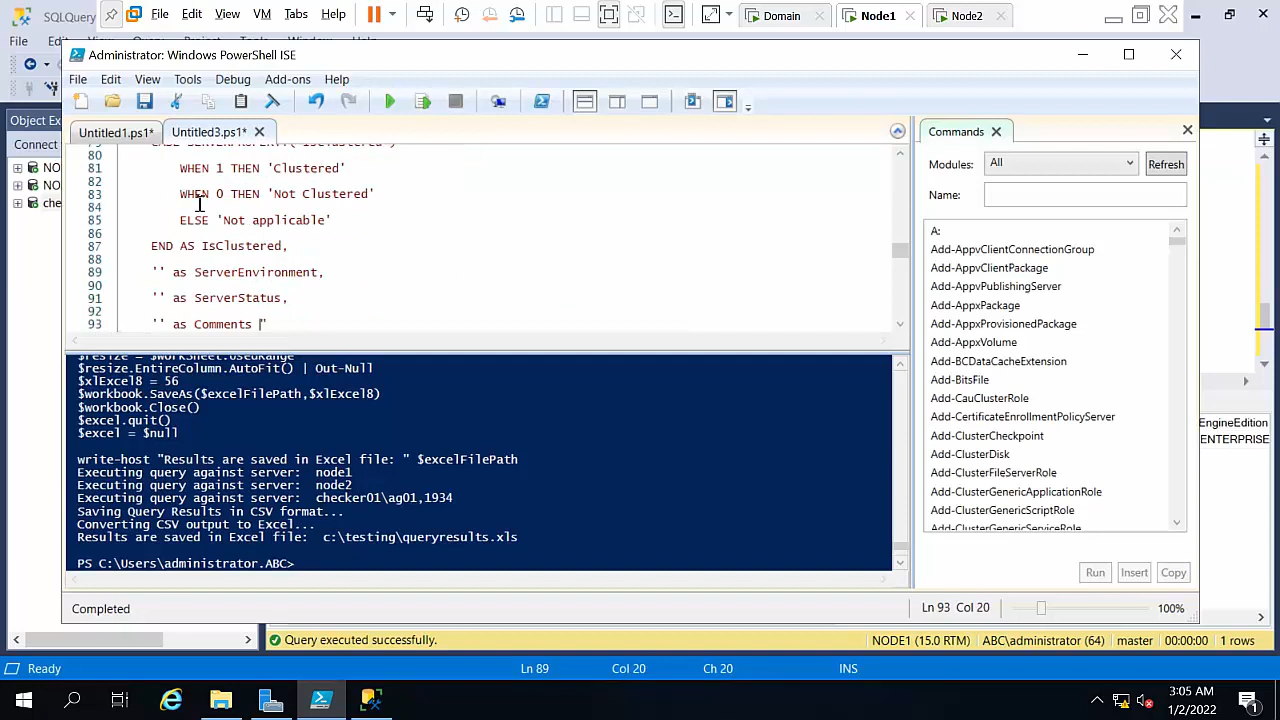 SQLQuery
File Edit View VM Tabs Help
Domain
Node1
Node2
File
Administrator: Windows PowerShell ISE
File Edit View Tools Debug Add-ons Help
Object Ex
Connect
NO
NO
che
Untitled1.ps1*
Untitled3.ps1*
80
81 WHEN 1 THEN 'Clustered'
82
83 WHEN 0 THEN 'Not Clustered'
84
85 ELSE 'Not applicable'
86
87 END AS IsClustered,
88
89 '' as ServerEnvironment,
90
91 '' as ServerStatus,
92
93 '' as Comments "
$resize = $workSheet.UsedRange
$resize.EntireColumn.AutoFit() | Out-Null
$xlExcel8 = 56
$workbook.SaveAs($excelFilePath,$xlExcel8)
$workbook.Close()
$excel.quit()
$excel = $null
write-host "Results are saved in Excel file: " $excelFilePath
Executing query against server: node1
Executing query against server: node2
Executing query against server: checker01\ag01,1934
Saving Query Results in CSV format...
Converting CSV output to Excel...
Results are saved in Excel file: c:\testing\queryresults.xls
PS C:\Users\administrator.ABC>
Commands
Modules: All Refresh
Name:
A:
Add-AppvClientConnectionGroup
Add-AppvClientPackage
Add-AppvPublishingServer
Add-AppxPackage
Add-AppxProvisionedPackage
Add-AppxVolume
Add-BCDataCacheExtension
Add-BitsFile
Add-CauClusterRole
Add-CertificateEnrollmentPolicyServer
Add-ClusterCheckpoint
Add-ClusterDisk
Add-ClusterFileServerRole
Add-ClusterGenericApplicationRole
Add-ClusterGenericScriptRole
Add-ClusterGenericServiceRole
Run Insert Copy
EngineEdition
ENTERPRISE
Completed
Ln 93 Col 20
100%
Query executed successfully.
NODE1 (15.0 RTM) ABC\administrator (64) master 00:00:00 1 rows
Ready Ln 89 Col 20 Ch 20 INS
3:05 AM
1/2/2022
1